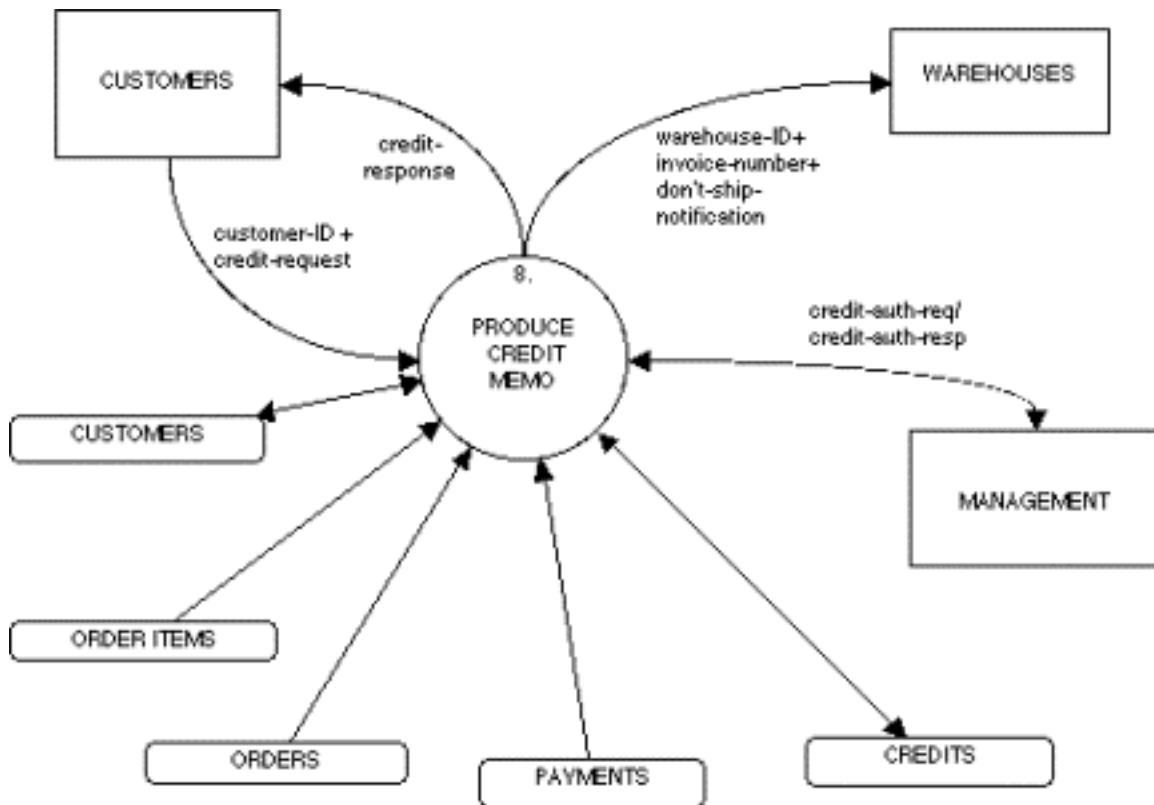 CUSTOMERS
WAREHOUSES
credit-
response
warehouse-ID+
invoice-number+
don't-ship-
notification
customer-ID +
credit-request
8.
PRODUCE
CREDIT
MEMO
credit-auth-req/
credit-auth-resp
CUSTOMERS
MANAGEMENT
ORDER ITEMS
ORDERS
PAYMENTS
CREDITS